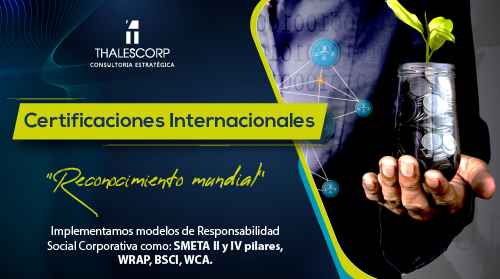 THALESCORP
CONSULTORIA ESTRATÉGICA
Certificaciones Internacionales
"Reconocimiento mundial"
Implementamos modelos de Responsabilidad
Social Corporativa como: SMETA II y IV pilares,
WRAP, BSCI, WCA.